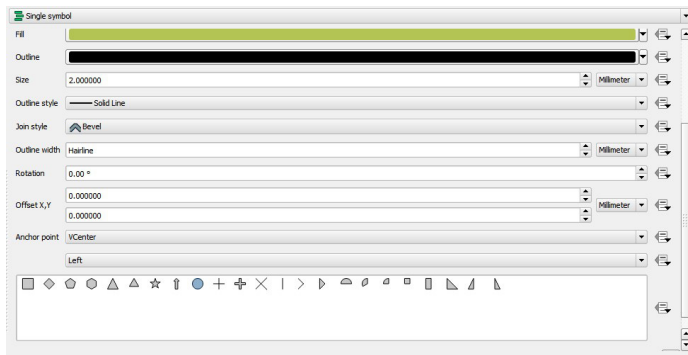 Single symbol
Fill
Outline
Size 2.000000 Millimeter
Outline style Solid Line
Join style Bevel
Outline width Hairline Millimeter
Rotation 0.00 °
Offset X,Y 0.000000 Millimeter
0.000000
Anchor point VCenter
Left